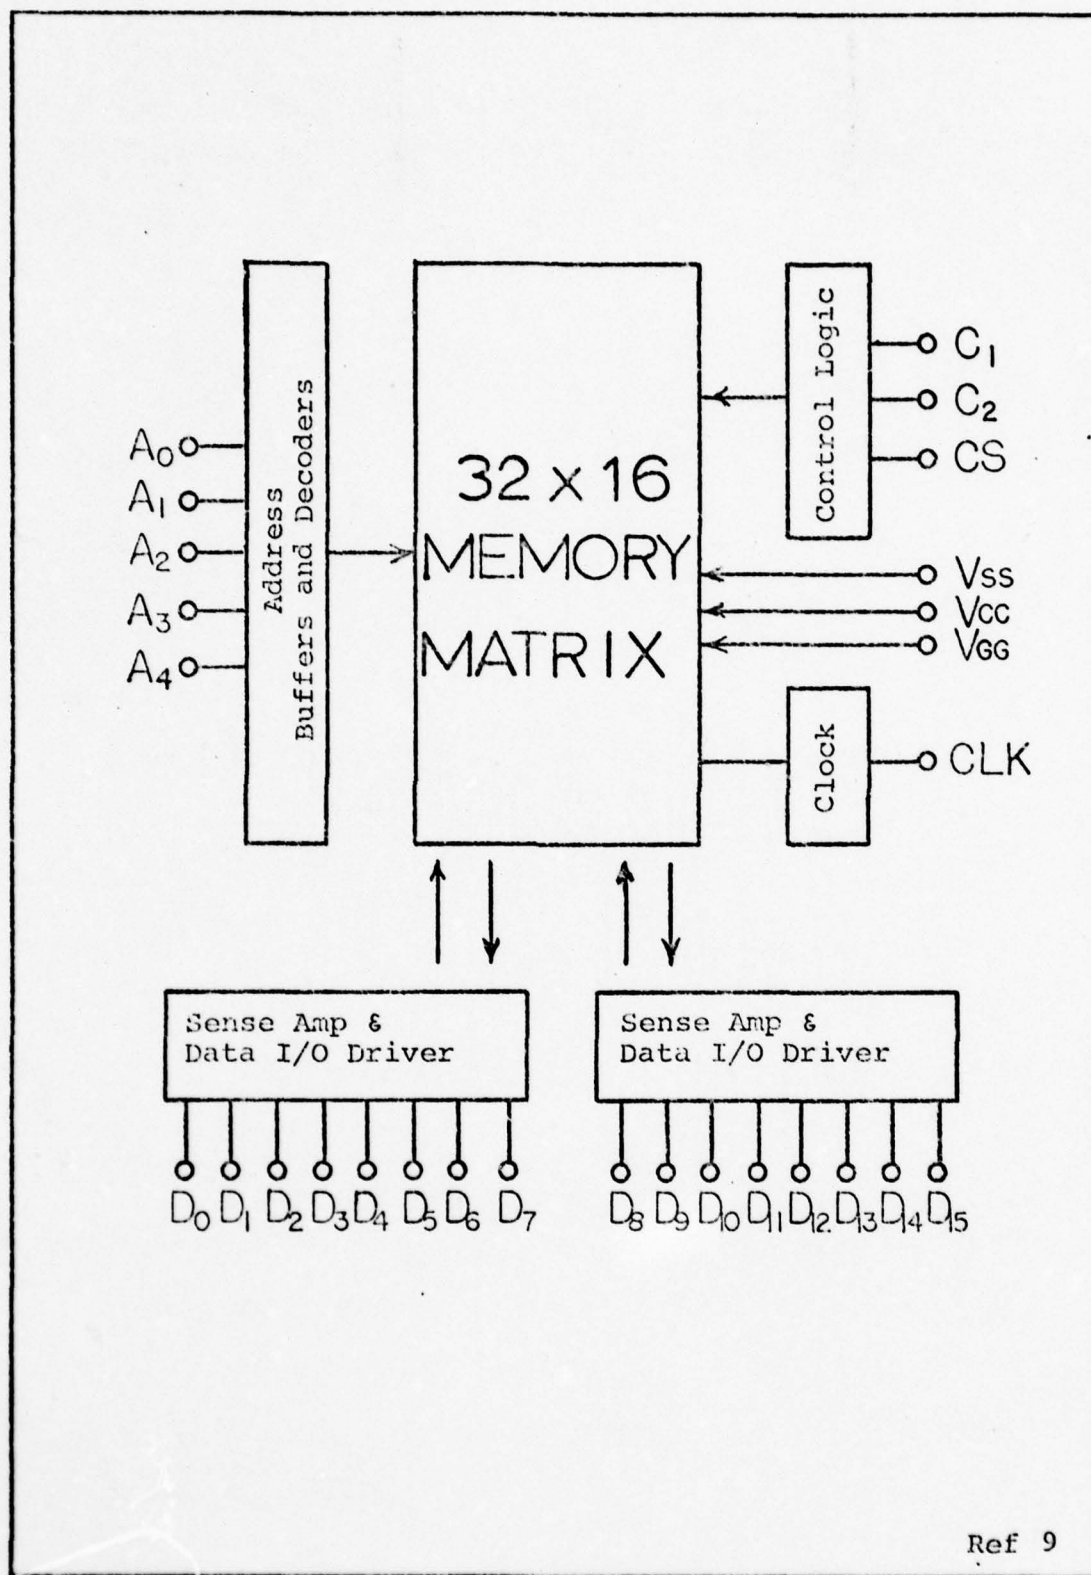 A0
A1
A2
A3
A4
Address
Buffers and Decoders
32 x 16
MEMORY
MATRIX
Control Logic
C1
C2
CS
VSS
VCC
VGG
Clock
CLK
Sense Amp &
Data I/O Driver
D0 D1 D2 D3 D4 D5 D6 D7
Sense Amp &
Data I/O Driver
D8 D9 D10 D11 D12 D13 D14 D15
Ref 9